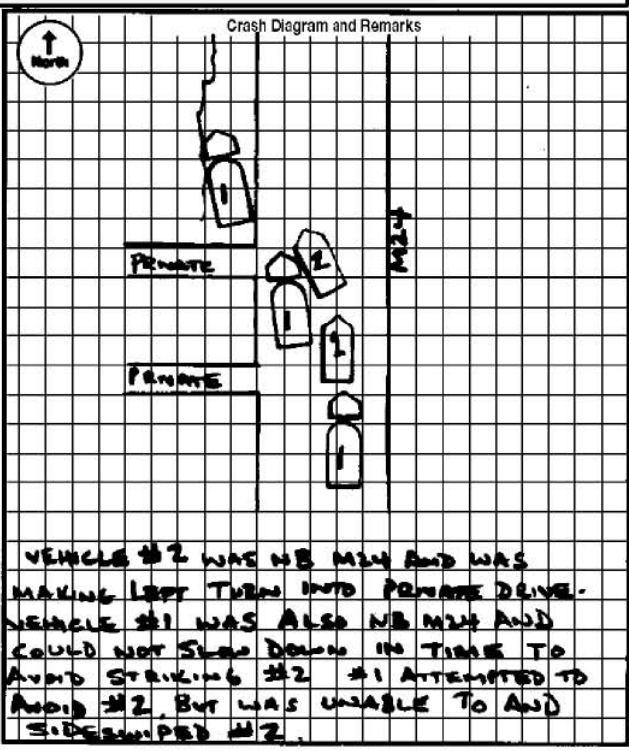 Crash Diagram and Remarks
North
1
PRIVATE
M24
2
1
2
PRIVATE
1
VEHICLE #2 WAS NB M24 AND WAS
MAKING LEFT TURN INTO PRIVATE DRIVE.
VEHICLE #1 WAS ALSO NB M24 AND
COULD NOT SLOW DOWN IN TIME TO
AVOID STRIKING #2 #1 ATTEMPTED TO
AVOID #2, BUT WAS UNABLE TO AND
SIDESWIPED #2.